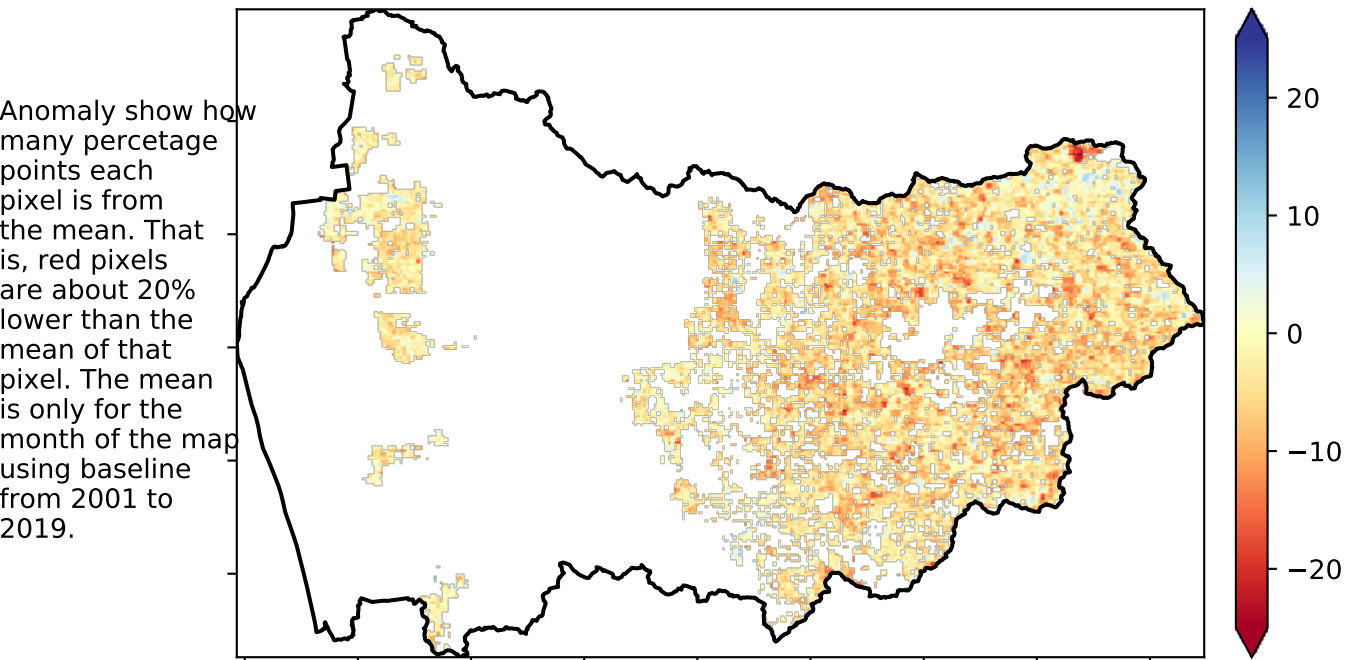 Anomaly show how
many percetage
points each
pixel is from
the mean. That
is, red pixels
are about 20%
lower than the
mean of that
pixel. The mean
is only for the
month of the map
using baseline
from 2001 to
2019.
20
10
0
−10
−20